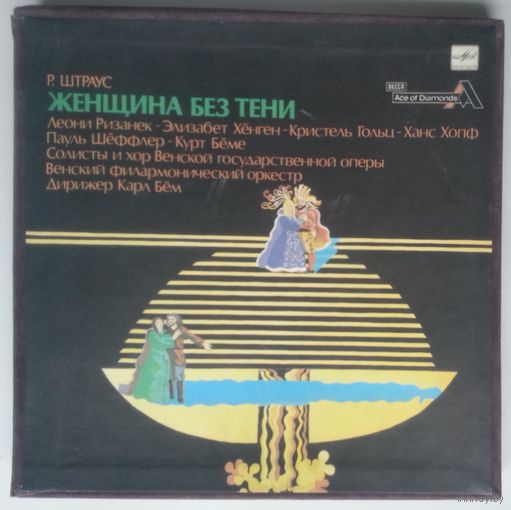 Р. ШТРАУС
ЖЕНЩИНА БЕЗ ТЕНИ
Леони Ризанек - Элизабет Хёнген - Кристель Гольц - Ханс Хопф
Пауль Шёффлер - Курт Бёме
Солисты и хор Венской государственной оперы
Венский филармонический оркестр
Дирижер Карл Бём
DECCA
Ace of Diamonds